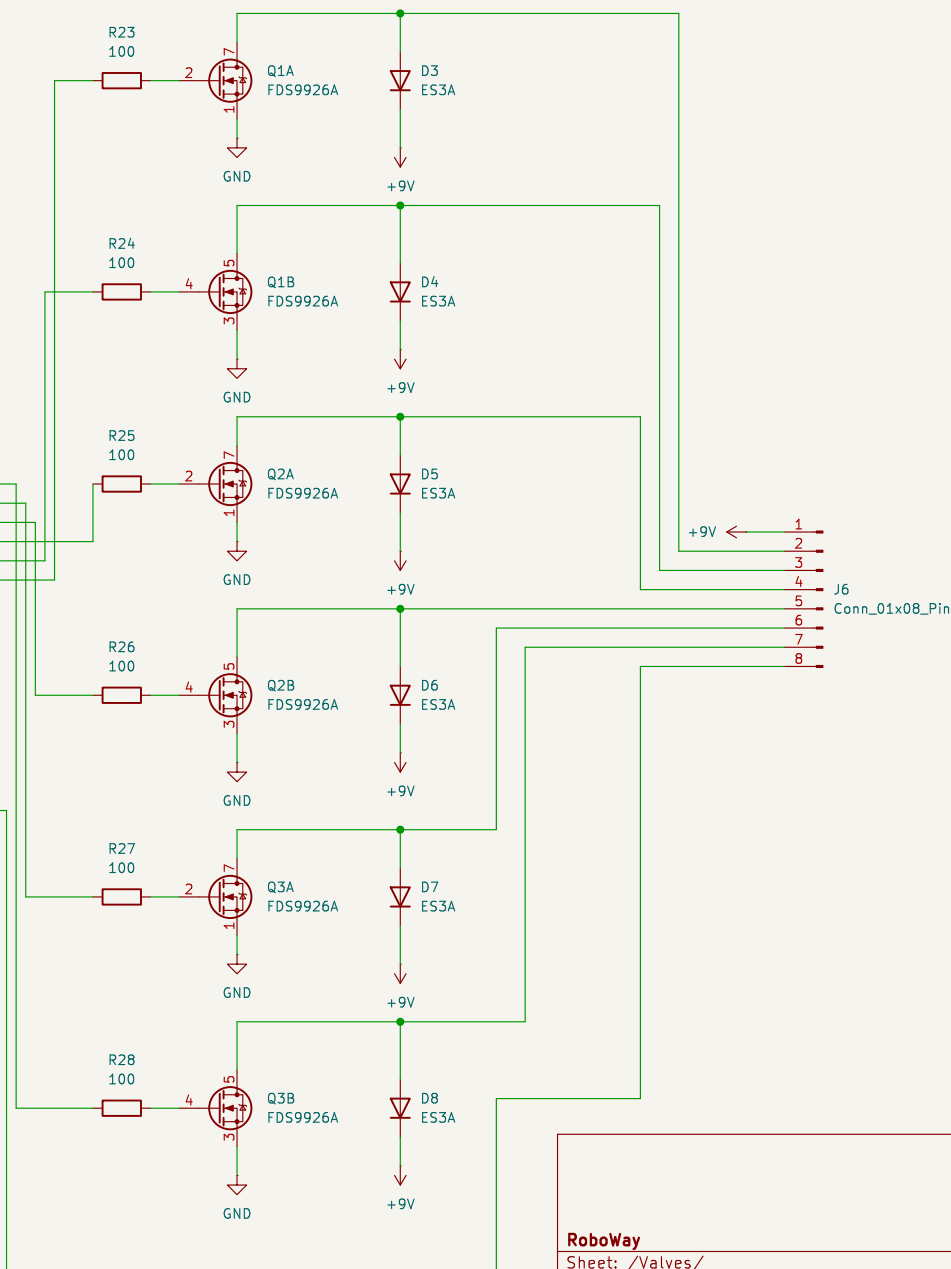 R23
100
7
2
1
Q1A
FDS9926A
D3
ES3A
GND
+9V
R24
100
5
4
3
Q1B
FDS9926A
D4
ES3A
GND
+9V
R25
100
7
2
1
Q2A
FDS9926A
D5
ES3A
GND
+9V
+9V
1
2
3
4
5
6
7
8
J6
Conn_01x08_Pin
R26
100
5
4
3
Q2B
FDS9926A
D6
ES3A
GND
+9V
R27
100
7
2
1
Q3A
FDS9926A
D7
ES3A
GND
+9V
R28
100
5
4
3
Q3B
FDS9926A
D8
ES3A
GND
+9V
RoboWay
Sheet: /Valves/